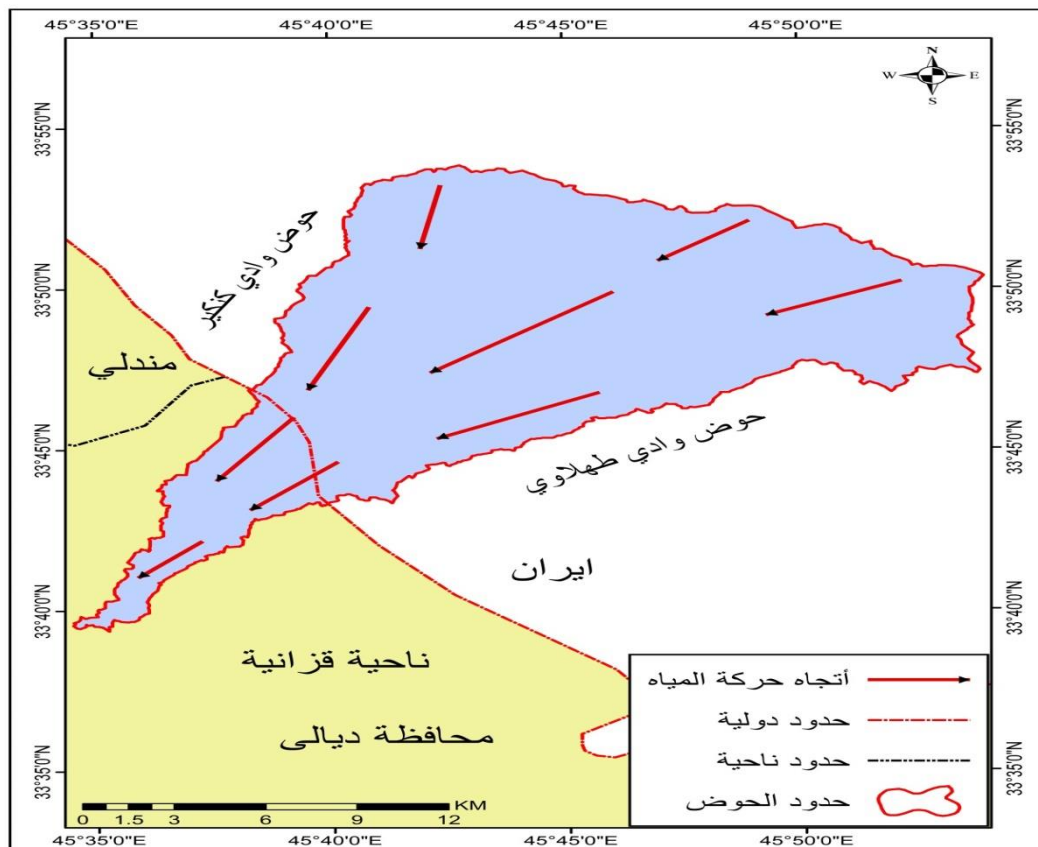 45°35'0"E 45°40'0"E 45°45'0"E 45°50'0"E
N
W E
S
33°55'0"N 33°55'0"N
حوض وادي كنكير
33°50'0"N 33°50'0"N
مندلي
حوض وادي طهلاوي
33°45'0"N 33°45'0"N
ايران
33°40'0"N 33°40'0"N
ناحية قزانية
محافظة ديالى
أتجاه حركة المياه
حدود دولية
حدود ناحية
حدود الحوض
33°35'0"N 33°35'0"N
KM
0 1.5 3 6 9 12
45°35'0"E 45°40'0"E 45°45'0"E 45°50'0"E